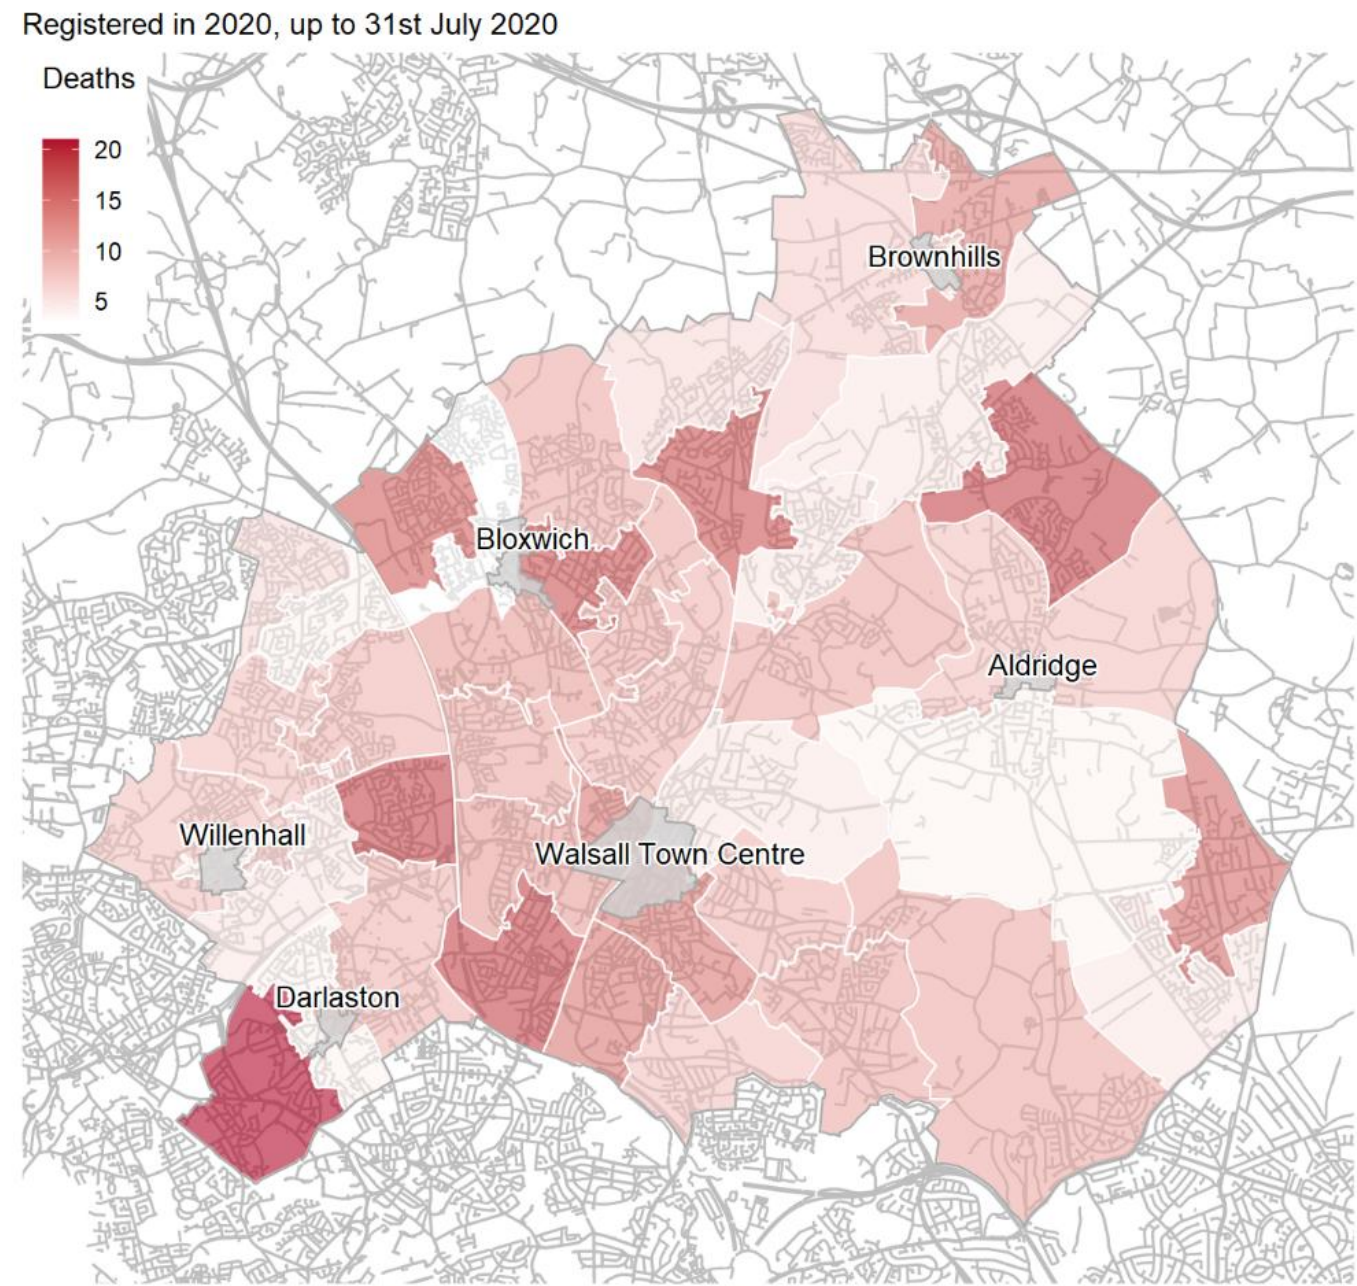 Registered in 2020, up to 31st July 2020
Deaths
20
15
10
5
Brownhills
Bloxwich
Aldridge
Willenhall
Walsall Town Centre
Darlaston